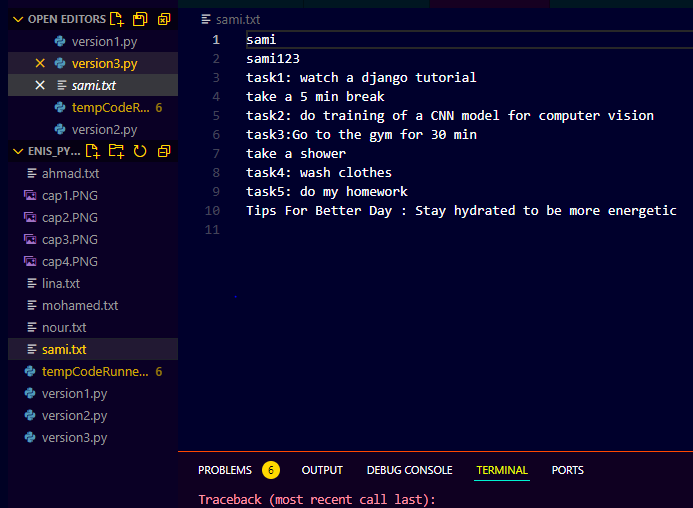 OPEN EDITORS
version1.py
version3.py
sami.txt
tempCodeR... 6
version2.py
ENIS_PY...
ahmad.txt
cap1.PNG
cap2.PNG
cap3.PNG
cap4.PNG
lina.txt
mohamed.txt
nour.txt
sami.txt
tempCodeRunne... 6
version1.py
version2.py
version3.py
sami.txt
1 sami
2 sami123
3 task1: watch a django tutorial
4 take a 5 min break
5 task2: do training of a CNN model for computer vision
6 task3:Go to the gym for 30 min
7 take a shower
8 task4: wash clothes
9 task5: do my homework
10 Tips For Better Day : Stay hydrated to be more energetic
11
PROBLEMS 6 OUTPUT DEBUG CONSOLE TERMINAL PORTS
Traceback (most recent call last):